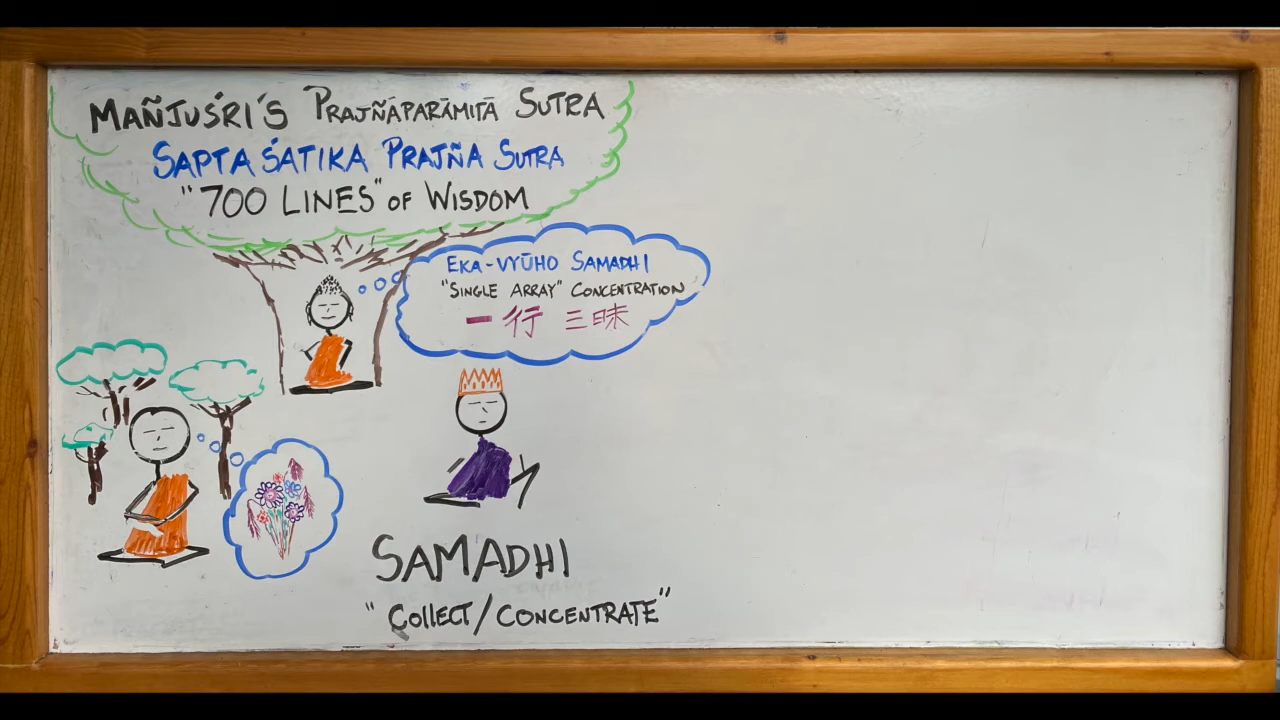 MAÑJUŚRI'S PRAJÑÁPARĀMITĀ SUTRA
SAPTA ŚATIKA PRAJÑA SUTRA
"700 LINES" OF WISDOM
EKA-VYŪHO SAMADHI
"SINGLE ARRAY" CONCENTRATION
一行 三昧
SAMADHI
"COLLECT/CONCENTRATE"